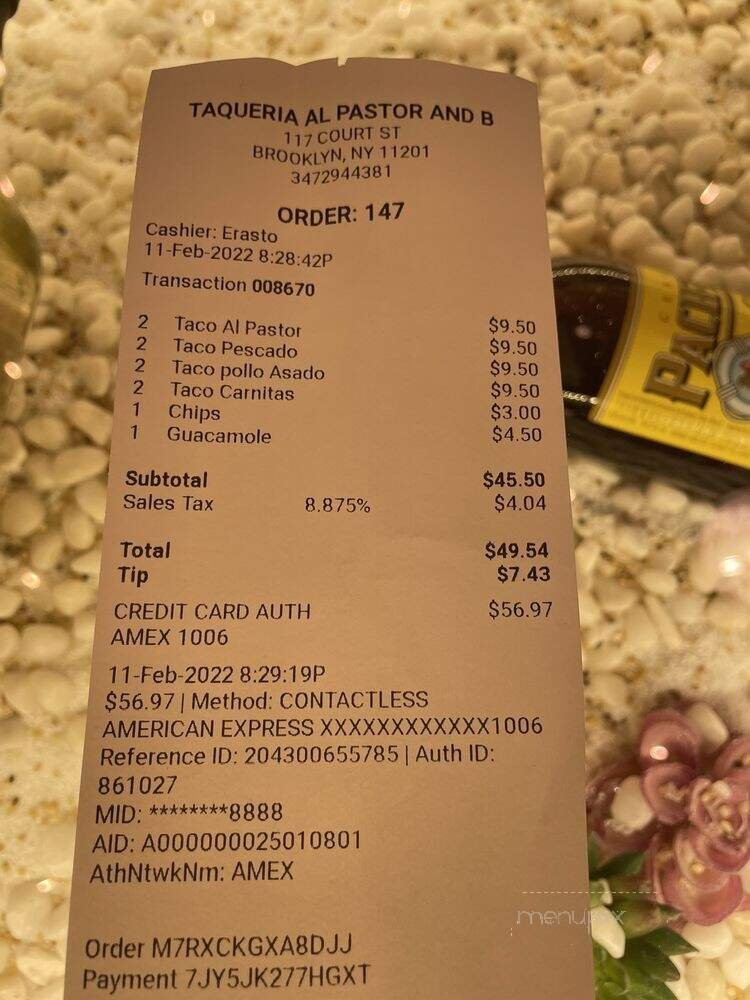 TAQUERIA AL PASTOR AND B
117 COURT ST
BROOKLYN, NY 11201
3472944381
ORDER: 147
Cashier: Erasto
11-Feb-2022 8:28:42P
Transaction 008670
2 Taco Al Pastor $9.50
2 Taco Pescado $9.50
2 Taco pollo Asado $9.50
2 Taco Carnitas $9.50
1 Chips $3.00
1 Guacamole $4.50
Subtotal $45.50
Sales Tax 8.875% $4.04
Total $49.54
Tip $7.43
CREDIT CARD AUTH $56.97
AMEX 1006
11-Feb-2022 8:29:19P
$56.97 | Method: CONTACTLESS
AMERICAN EXPRESS XXXXXXXXXXXX1006
Reference ID: 204300655785 | Auth ID:
861027
MID: ********8888
AID: A000000025010801
AthNtwkNm: AMEX
Order M7RXCKGXA8DJJ
Payment 7JY5JK277HGXT